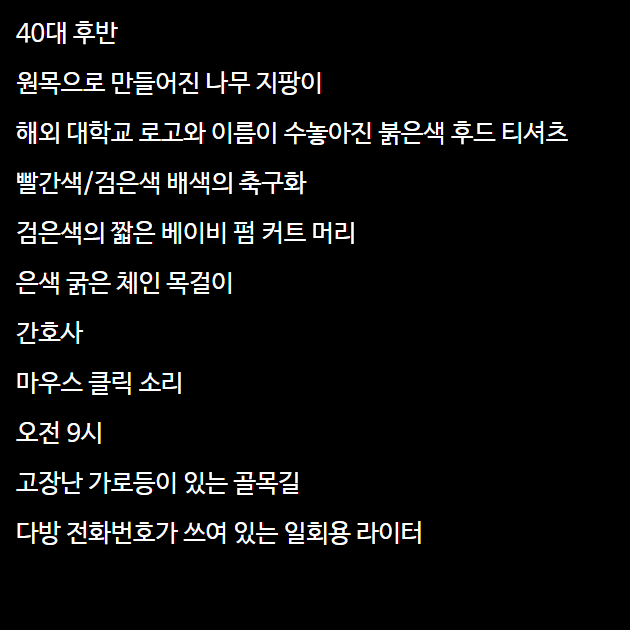 40대 후반
원목으로 만들어진 나무 지팡이
해외 대학교 로고와 이름이 수놓아진 붉은색 후드 티셔츠
빨간색/검은색 배색의 축구화
검은색의 짧은 베이비 펌 커트 머리
은색 굵은 체인 목걸이
간호사
마우스 클릭 소리
오전 9시
고장난 가로등이 있는 골목길
다방 전화번호가 쓰여 있는 일회용 라이터